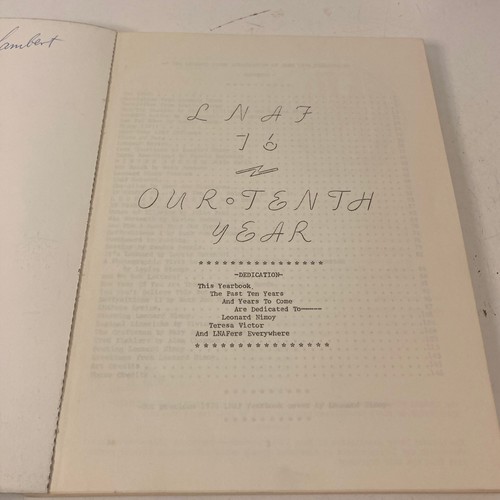 Lambert
L N A F
'76
OUR•TENTH
YEAR
* * * * * * * * * * * * * * * *
-DEDICATION-
This Yearbook
The Past Ten Years
And Years To Come
Are Dedicated To-----
Leonard Nimoy
Teresa Victor
And LNAFers Everywhere
* * * * * * * * * * * * * * * * *